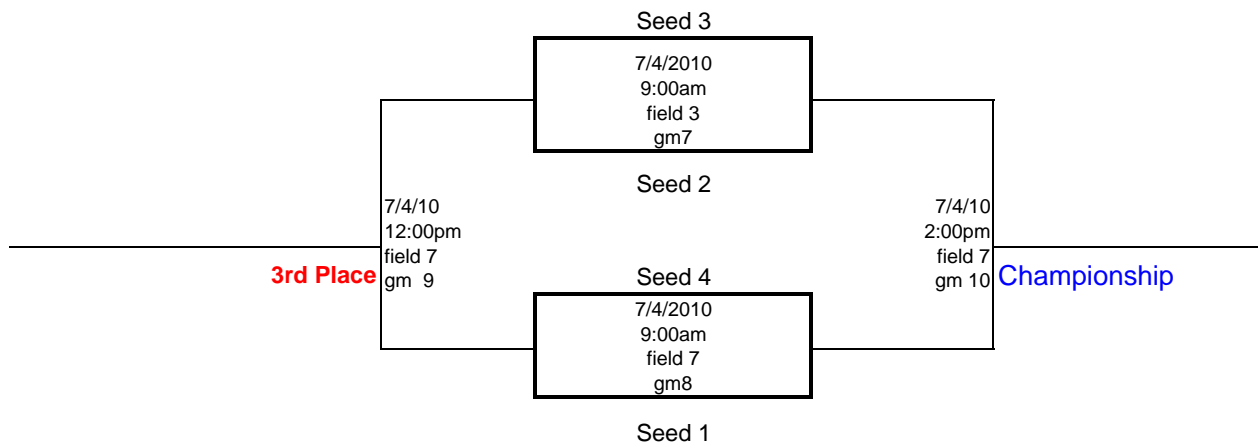 Seed 3
7/4/2010
9:00am
field 3
gm7
Seed 2
7/4/10
12:00pm
field 7
gm 9
3rd Place
7/4/10
2:00pm
field 7
gm 10
Championship
Seed 4
7/4/2010
9:00am
field 7
gm8
Seed 1